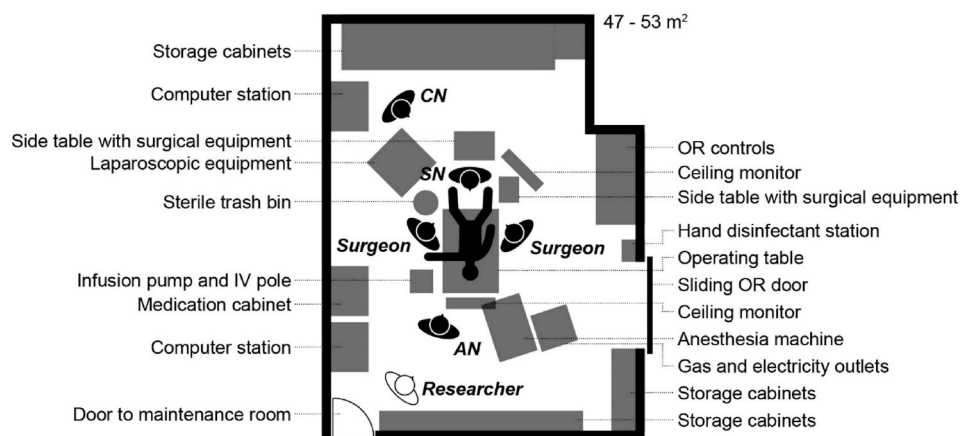 47 - 53 m²
Storage cabinets
Computer station
CN
Side table with surgical equipment
Laparoscopic equipment
SN
Sterile trash bin
Surgeon
Surgeon
Infusion pump and IV pole
Medication cabinet
Computer station
AN
Researcher
Door to maintenance room
OR controls
Ceiling monitor
Side table with surgical equipment
Hand disinfectant station
Operating table
Sliding OR door
Ceiling monitor
Anesthesia machine
Gas and electricity outlets
Storage cabinets
Storage cabinets